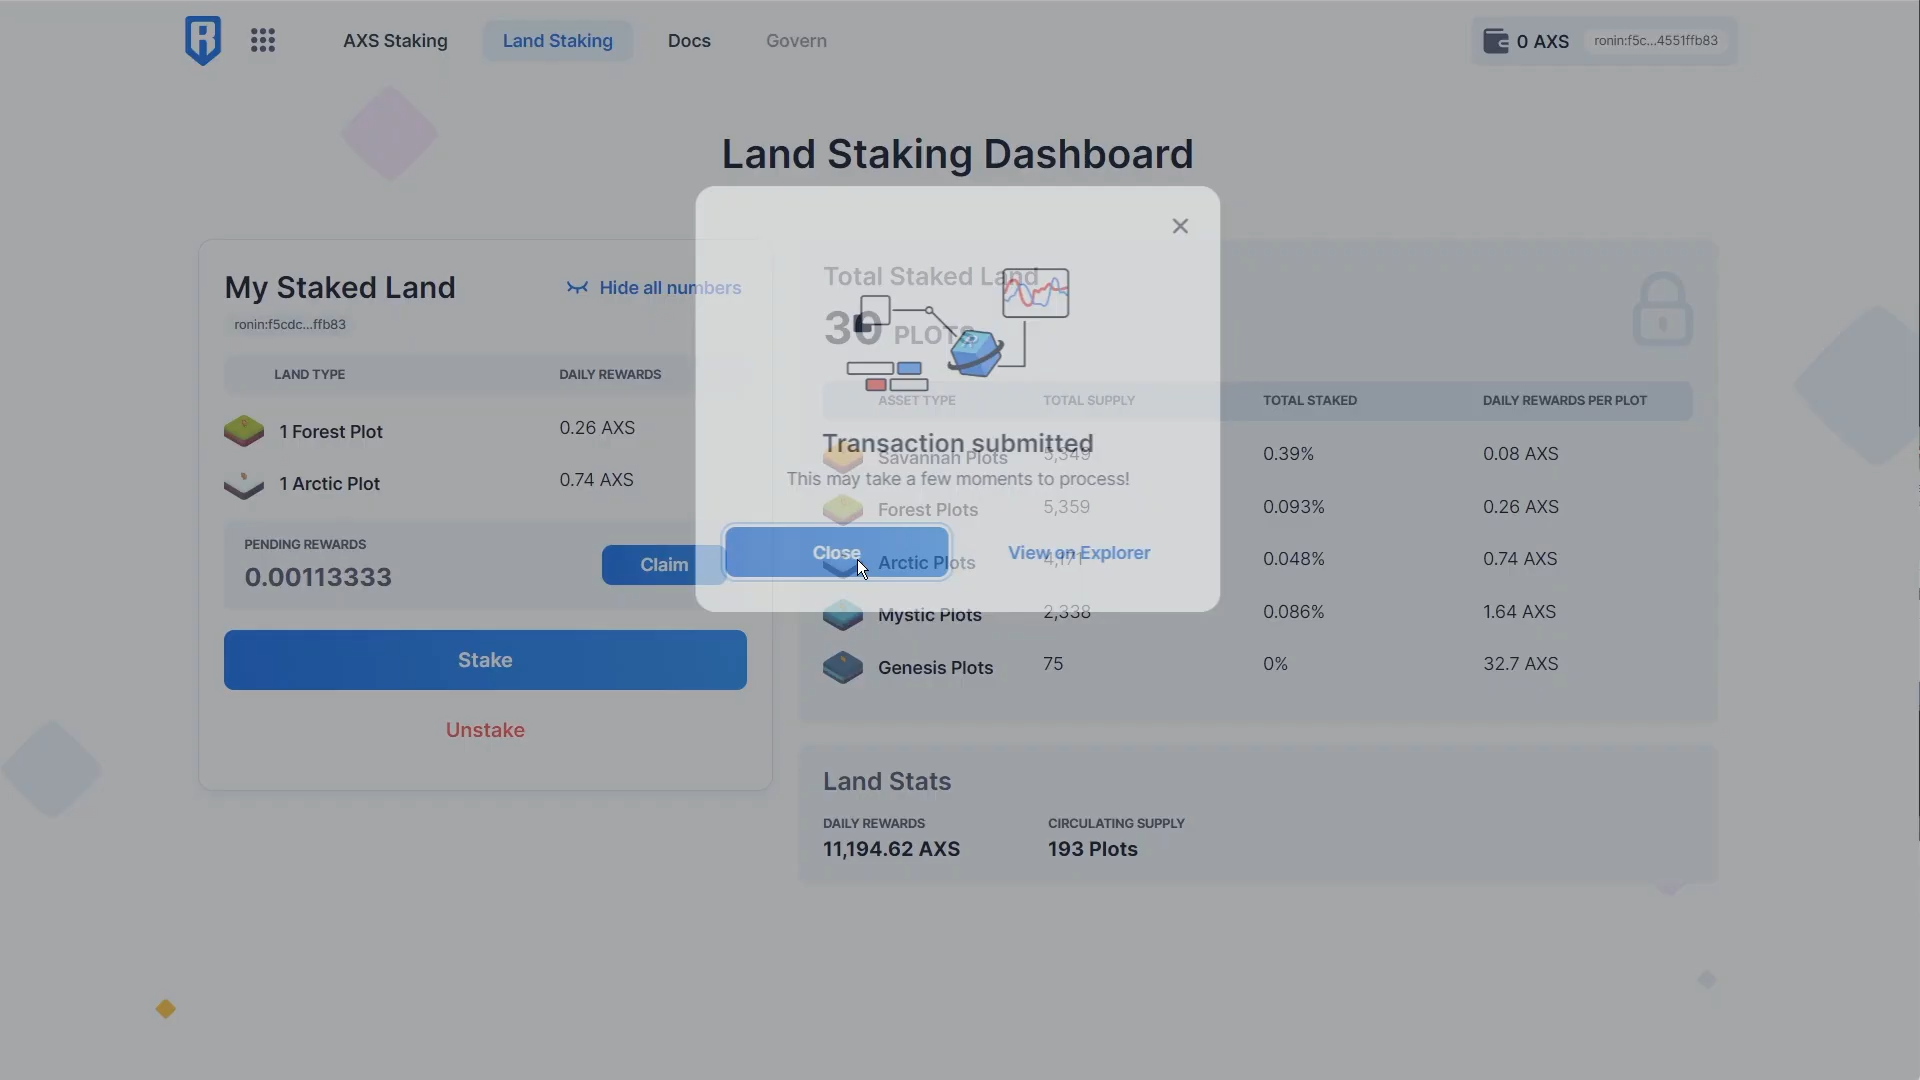 AXS Staking
Land Staking
Docs
Govern
0 AXS
ronin:f5c...4551ffb83
Land Staking Dashboard
My Staked Land
Hide all numbers
ronin:f5cdc...ffb83
LAND TYPE DAILY REWARDS
1 Forest Plot 0.26 AXS
1 Arctic Plot 0.74 AXS
PENDING REWARDS
0.00113333
Claim
Stake
Unstake
Transaction submitted
This may take a few moments to process!
Close
View on Explorer
Total Staked Land
30 PLOTS
ASSET TYPE TOTAL SUPPLY TOTAL STAKED DAILY REWARDS PER PLOT
Savannah Plots 5,349 0.39% 0.08 AXS
Forest Plots 5,359 0.093% 0.26 AXS
Arctic Plots 4,171 0.048% 0.74 AXS
Mystic Plots 2,338 0.086% 1.64 AXS
Genesis Plots 75 0% 32.7 AXS
Land Stats
DAILY REWARDS CIRCULATING SUPPLY
11,194.62 AXS 193 Plots